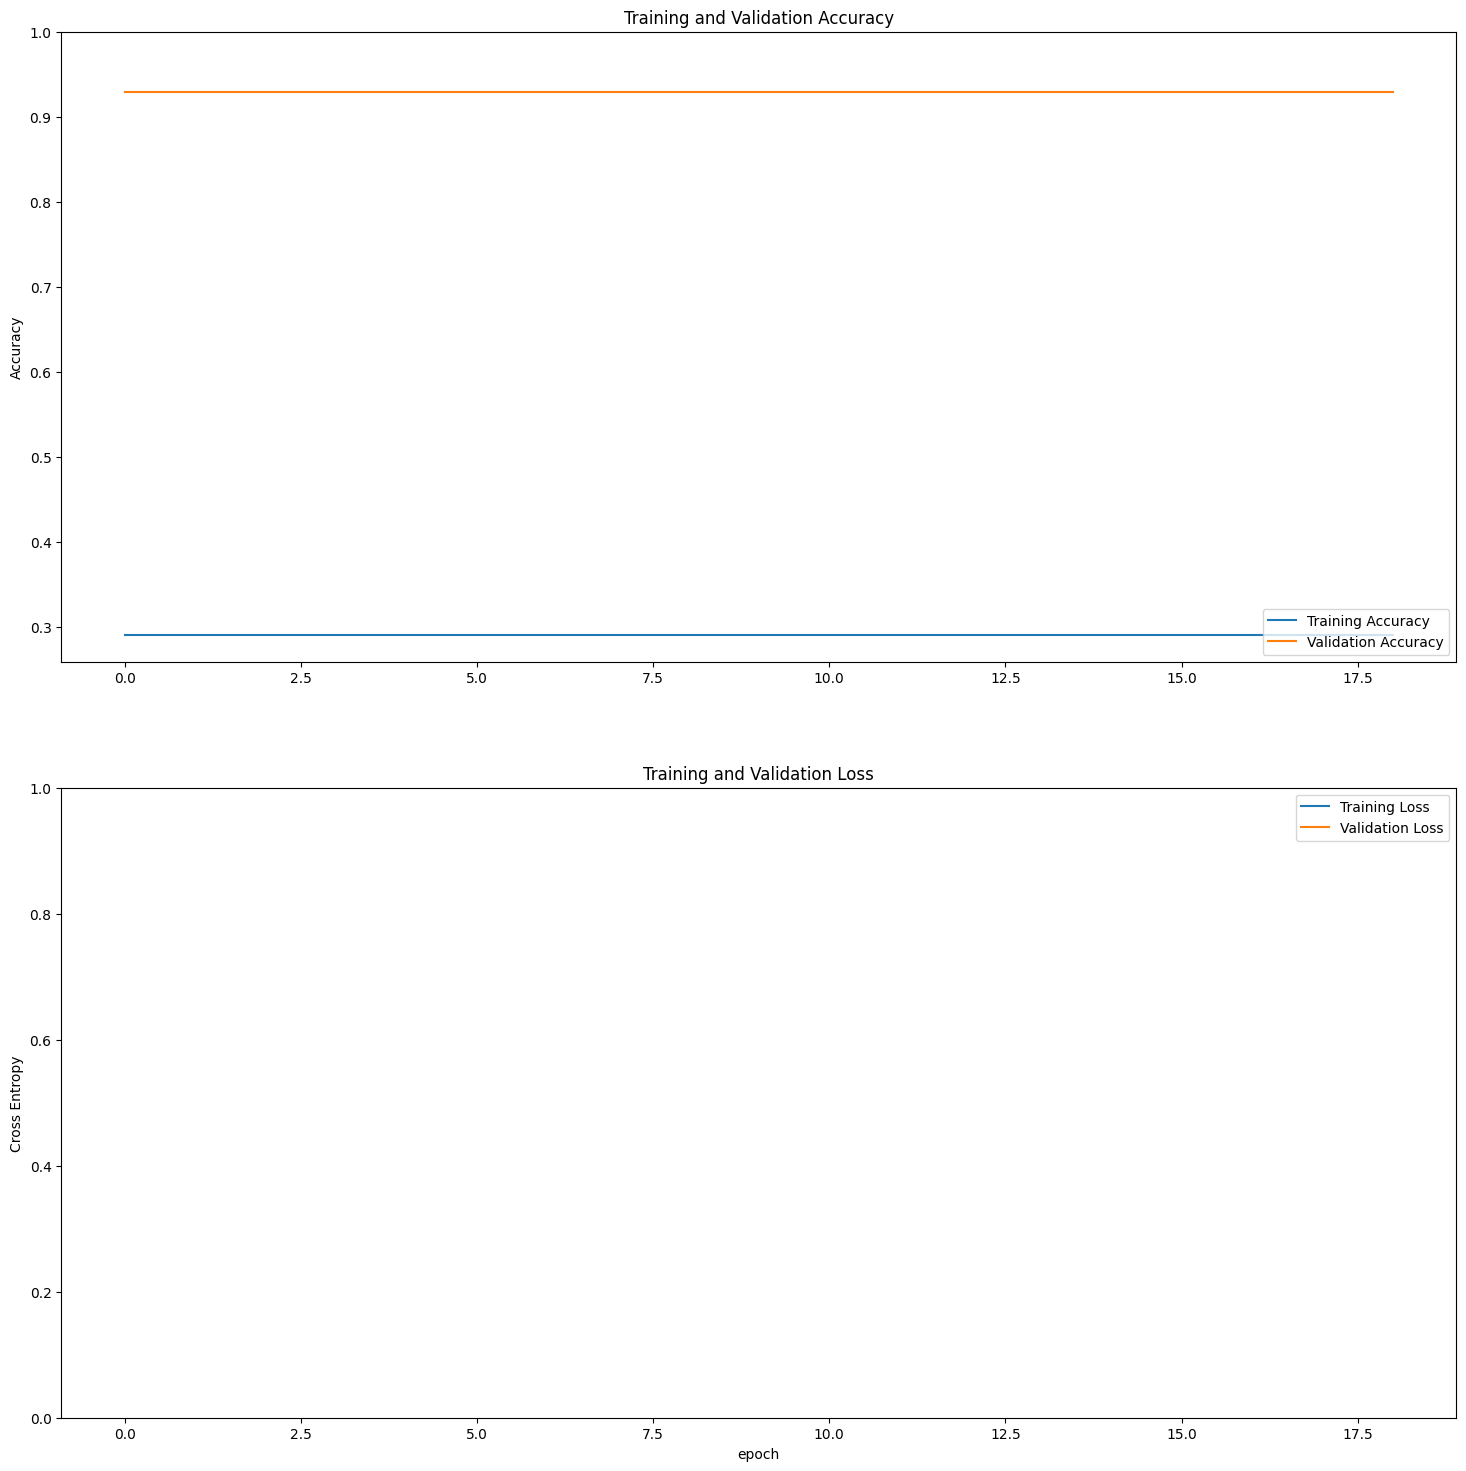 Training and Validation Accuracy
1.0
0.9
0.8
0.7
0.6
0.5
0.4
0.3
Accuracy
Training Accuracy
Validation Accuracy
0.0 2.5 5.0 7.5 10.0 12.5 15.0 17.5
Training and Validation Loss
1.0
0.8
0.6
0.4
0.2
0.0
Cross Entropy
Training Loss
Validation Loss
0.0 2.5 5.0 7.5 10.0 12.5 15.0 17.5
epoch